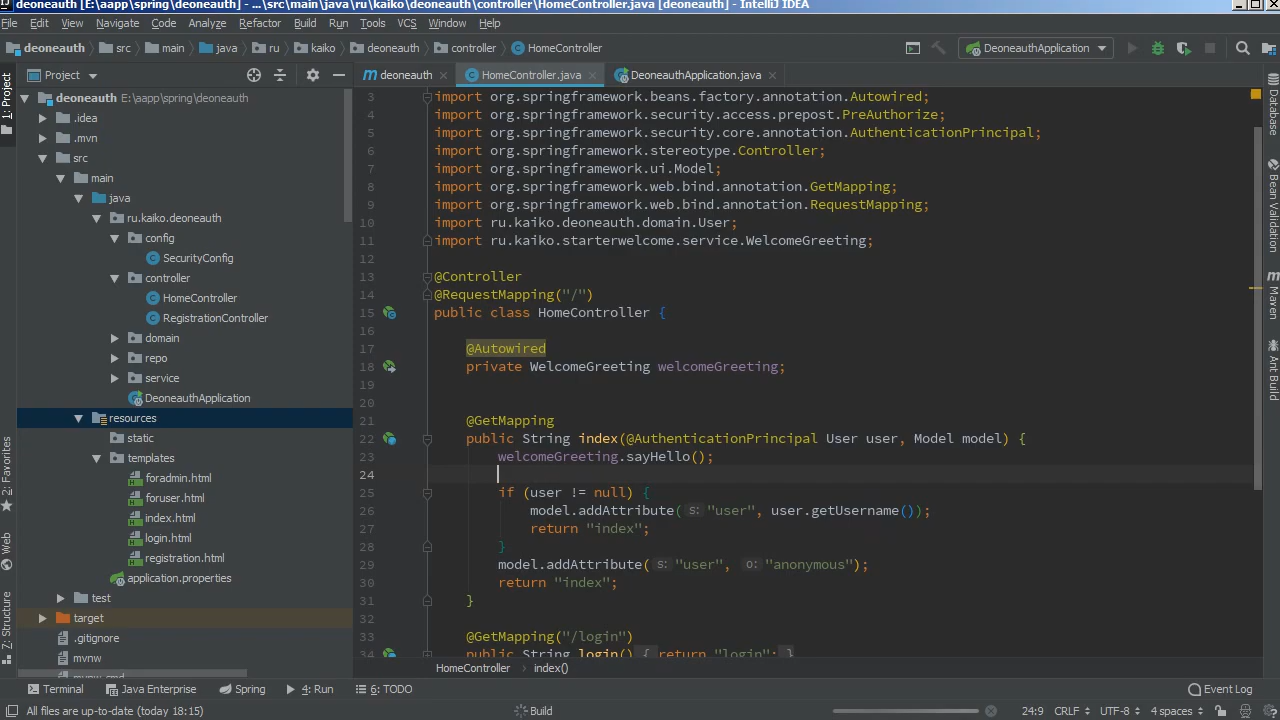 deoneauth [E:\aapp\spring\deoneauth] - ...\src\main\java\ru\kaiko\deoneauth\controller\HomeController.java [deoneauth] - IntelliJ IDEA
File Edit View Navigate Code Analyze Refactor Build Run Tools VCS Window Help
deoneauth src main java ru kaiko deoneauth controller HomeController DeoneauthApplication
Project
deoneauth HomeController.java DeoneauthApplication.java
1: Project
2: Favorites
Web
Z: Structure
Database
Bean Validation
Maven
Ant Build
deoneauth E:\aapp\spring\deoneauth
.idea
.mvn
src
main
java
ru.kaiko.deoneauth
config
SecurityConfig
controller
HomeController
RegistrationController
domain
repo
service
DeoneauthApplication
resources
static
templates
foradmin.html
foruser.html
index.html
login.html
registration.html
application.properties
test
target
.gitignore
mvnw
3 import org.springframework.beans.factory.annotation.Autowired;
4 import org.springframework.security.access.prepost.PreAuthorize;
5 import org.springframework.security.core.annotation.AuthenticationPrincipal;
6 import org.springframework.stereotype.Controller;
7 import org.springframework.ui.Model;
8 import org.springframework.web.bind.annotation.GetMapping;
9 import org.springframework.web.bind.annotation.RequestMapping;
10 import ru.kaiko.deoneauth.domain.User;
11 import ru.kaiko.starterwelcome.service.WelcomeGreeting;
12
13 @Controller
14 @RequestMapping("/")
15 public class HomeController {
16
17 @Autowired
18 private WelcomeGreeting welcomeGreeting;
19
20
21 @GetMapping
22 public String index(@AuthenticationPrincipal User user, Model model) {
23 welcomeGreeting.sayHello();
24
25 if (user != null) {
26 model.addAttribute( s: "user", user.getUsername());
27 return "index";
28 }
29 model.addAttribute( s: "user", o: "anonymous");
30 return "index";
31 }
32
33 @GetMapping("/login")
34 public String login() { return "login"; }
HomeController index()
Terminal Java Enterprise Spring 4: Run 6: TODO Event Log
All files are up-to-date (today 18:15) Build 24:9 CRLF UTF-8 4 spaces